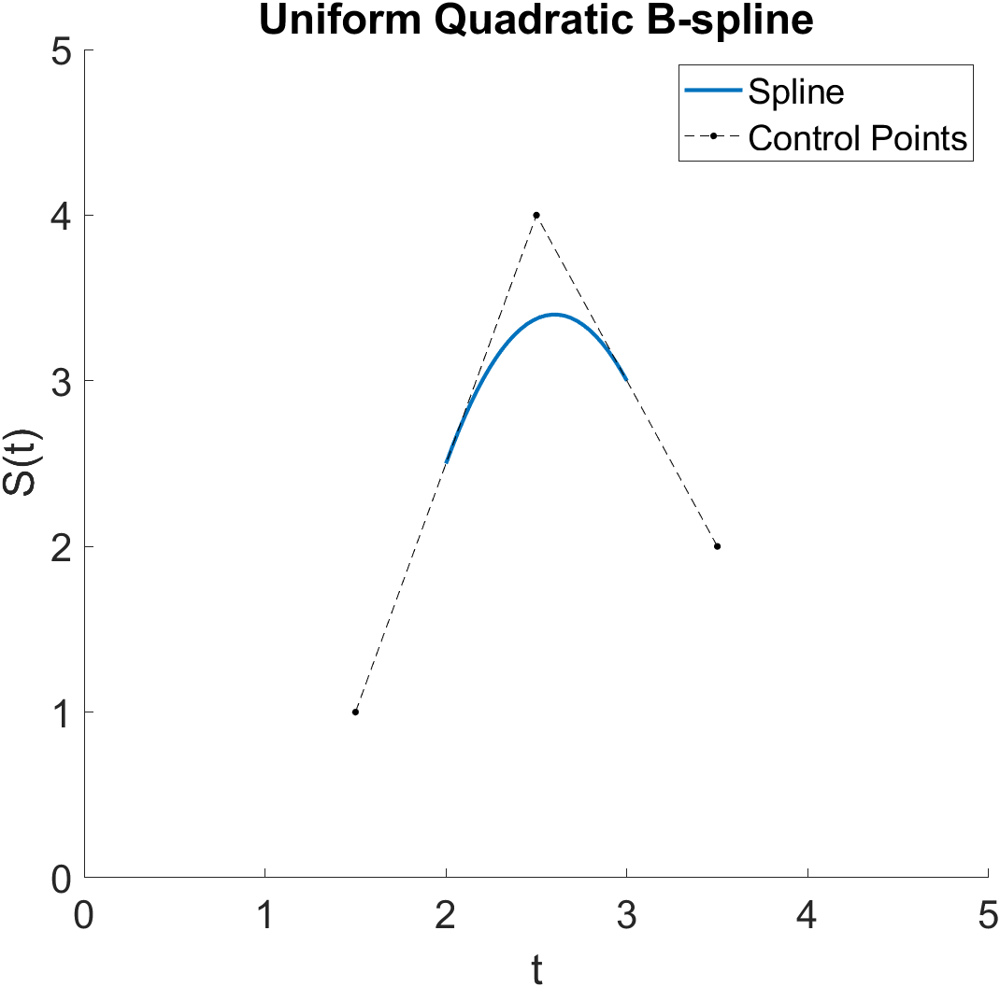 Uniform Quadratic B-spline
5
Spline
Control Points
4
3
S(t)
2
1
0
0 1 2 3 4 5
t